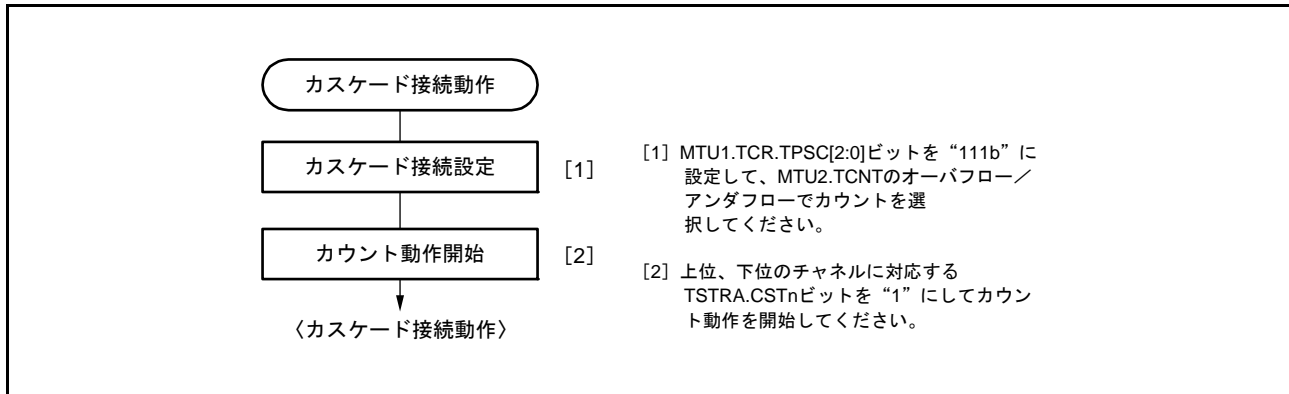 カスケード接続動作
カスケード接続設定
[1]
カウント動作開始
[2]
〈カスケード接続動作〉
[1] MTU1.TCR.TPSC[2:0]ビットを“111b”に
設定して、MTU2.TCNTのオーバフロー／
アンダフローでカウントを選
択してください。
[2] 上位、下位のチャネルに対応する
TSTRA.CSTnビットを“1”にしてカウン
ト動作を開始してください。